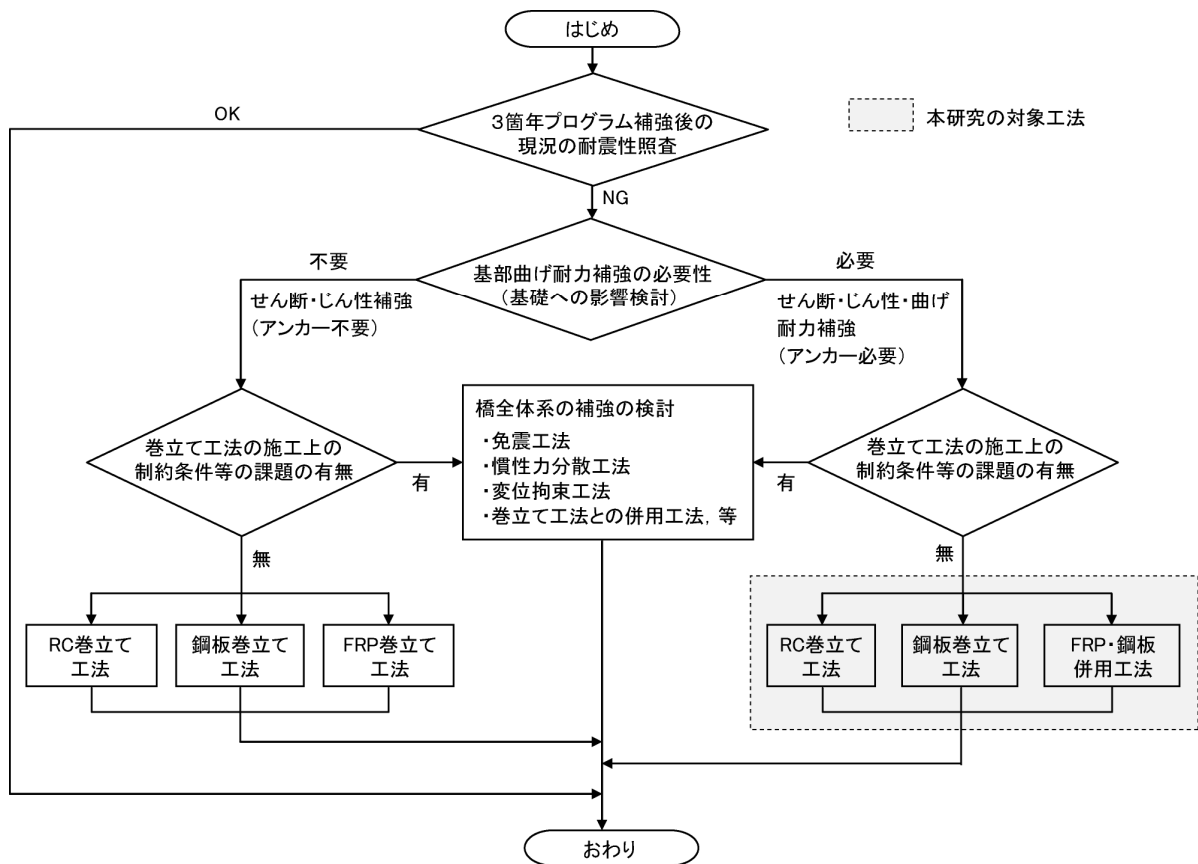 はじめ
OK
3箇年プログラム補強後の
現況の耐震性照査
本研究の対象工法
NG
不要
基部曲げ耐力補強の必要性
(基礎への影響検討)
必要
せん断・じん性補強
(アンカー不要)
せん断・じん性・曲げ
耐力補強
(アンカー必要)
巻立て工法の施工上の
制約条件等の課題の有無
有
橋全体系の補強の検討
・免震工法
・慣性力分散工法
・変位拘束工法
・巻立て工法との併用工法, 等
有
巻立て工法の施工上の
制約条件等の課題の有無
無
無
RC巻立て
工法
鋼板巻立て
工法
FRP巻立て
工法
RC巻立て
工法
鋼板巻立て
工法
FRP・鋼板
併用工法
おわり